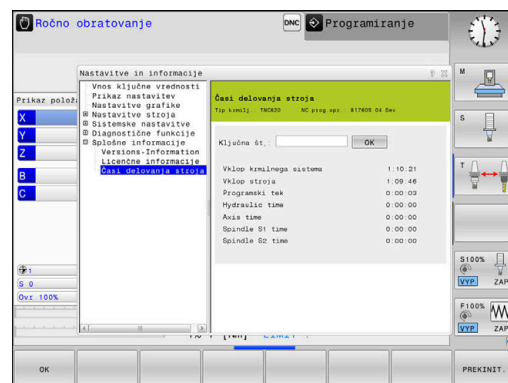 Ročno obratovanje
DNC
Programiranje
Nastavitve in informacije
Prikaz polož
X
Y
Z
B
C
1
S 0
Ovr 100%
Vnos ključne vrednosti
Prikaz nastavitev
Nastavitve grafike
Nastavitve stroja
Sistemske nastavitve
Diagnostične funkcije
Splošne informacije
Versions-Information
Licenčne informacije
Časi delovanja stroja
Časi delovanja stroja
Tip krmilj.: TNC620 NC prog.opr.: 817605 04 Dev
Ključna št.: OK
Vklop krmilnega sistema 1:10:21
Vklop stroja 1:09:46
Programski tek 0:00:03
Hydraulic time 0:00:00
Axis time 0:00:00
Spindle S1 time 0:00:00
Spindle S2 time 0:00:00
M
S
T
S100%
VYP ZAP
F100%
VYP ZAP
OK
PREKINIT.